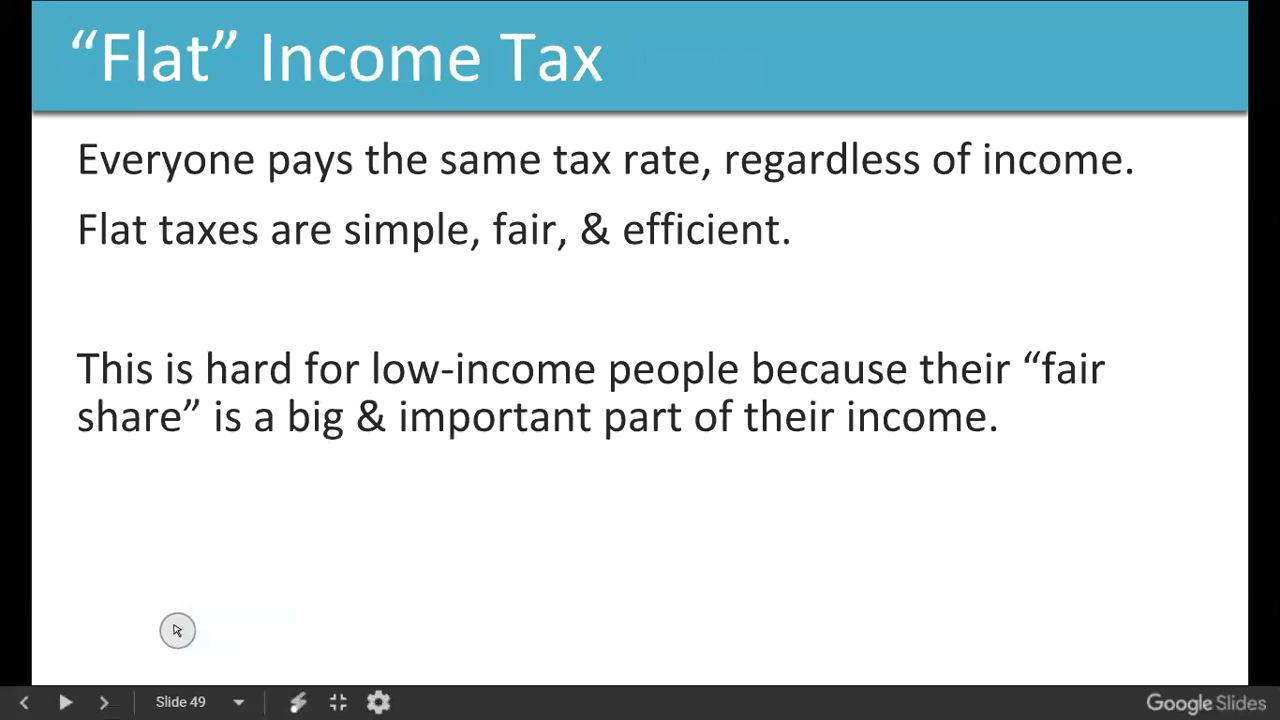 “Flat” Income Tax
Everyone pays the same tax rate, regardless of income.
Flat taxes are simple, fair, & efficient.
This is hard for low-income people because their “fair
share” is a big & important part of their income.
Slide 49
Google Slides